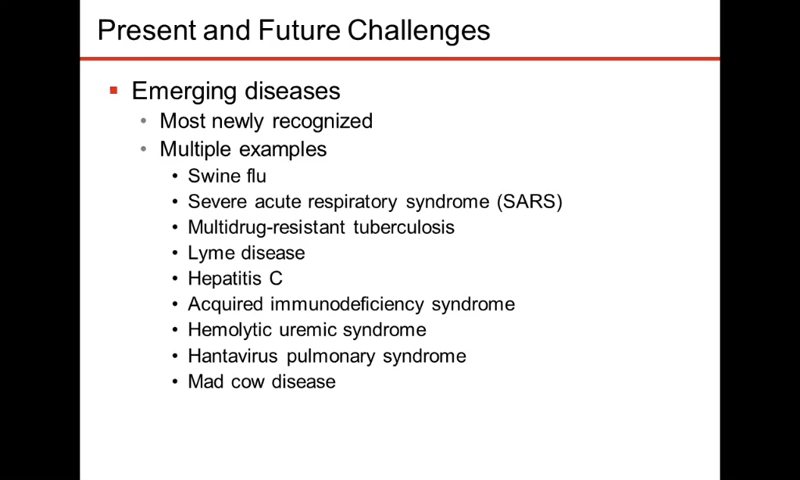 Present and Future Challenges
Emerging diseases
Most newly recognized
Multiple examples
Swine flu
Severe acute respiratory syndrome (SARS)
Multidrug-resistant tuberculosis
Lyme disease
Hepatitis C
Acquired immunodeficiency syndrome
Hemolytic uremic syndrome
Hantavirus pulmonary syndrome
Mad cow disease